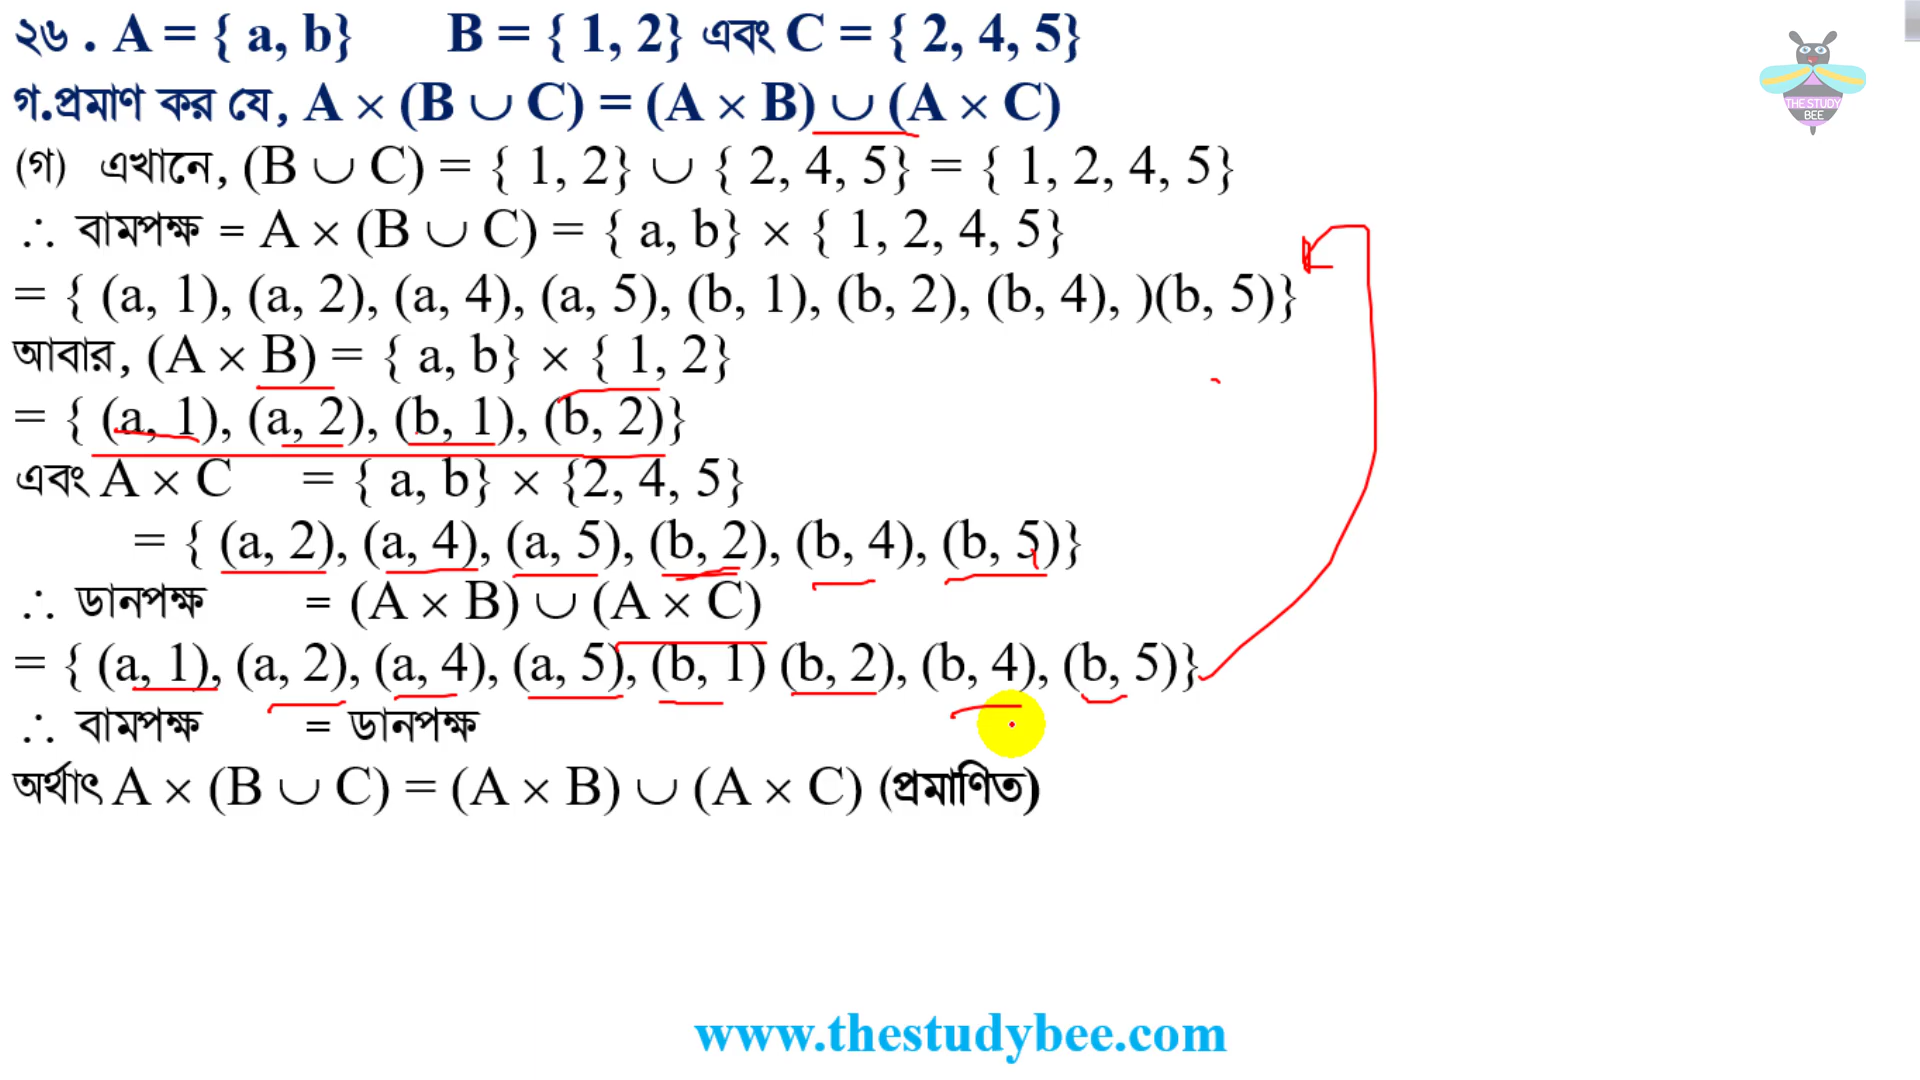 ২৬ . A = { a, b} B = { 1, 2} এবং C = { 2, 4, 5}
গ.প্রমাণ কর যে, A × (B ∪ C) = (A × B) ∪ (A × C)
(গ) এখানে, (B ∪ C) = { 1, 2} ∪ { 2, 4, 5} = { 1, 2, 4, 5}
∴ বামপক্ষ = A × (B ∪ C) = { a, b} × { 1, 2, 4, 5}
= { (a, 1), (a, 2), (a, 4), (a, 5), (b, 1), (b, 2), (b, 4), )(b, 5)}
আবার, (A × B) = { a, b} × { 1, 2}
= { (a, 1), (a, 2), (b, 1), (b, 2)}
এবং A × C = { a, b} × {2, 4, 5}
= { (a, 2), (a, 4), (a, 5), (b, 2), (b, 4), (b, 5)}
∴ ডানপক্ষ = (A × B) ∪ (A × C)
= { (a, 1), (a, 2), (a, 4), (a, 5), (b, 1) (b, 2), (b, 4), (b, 5)}
∴ বামপক্ষ = ডানপক্ষ
অর্থাৎ A × (B ∪ C) = (A × B) ∪ (A × C) (প্রমাণিত)
THE STUDY
BEE
www.thestudybee.com